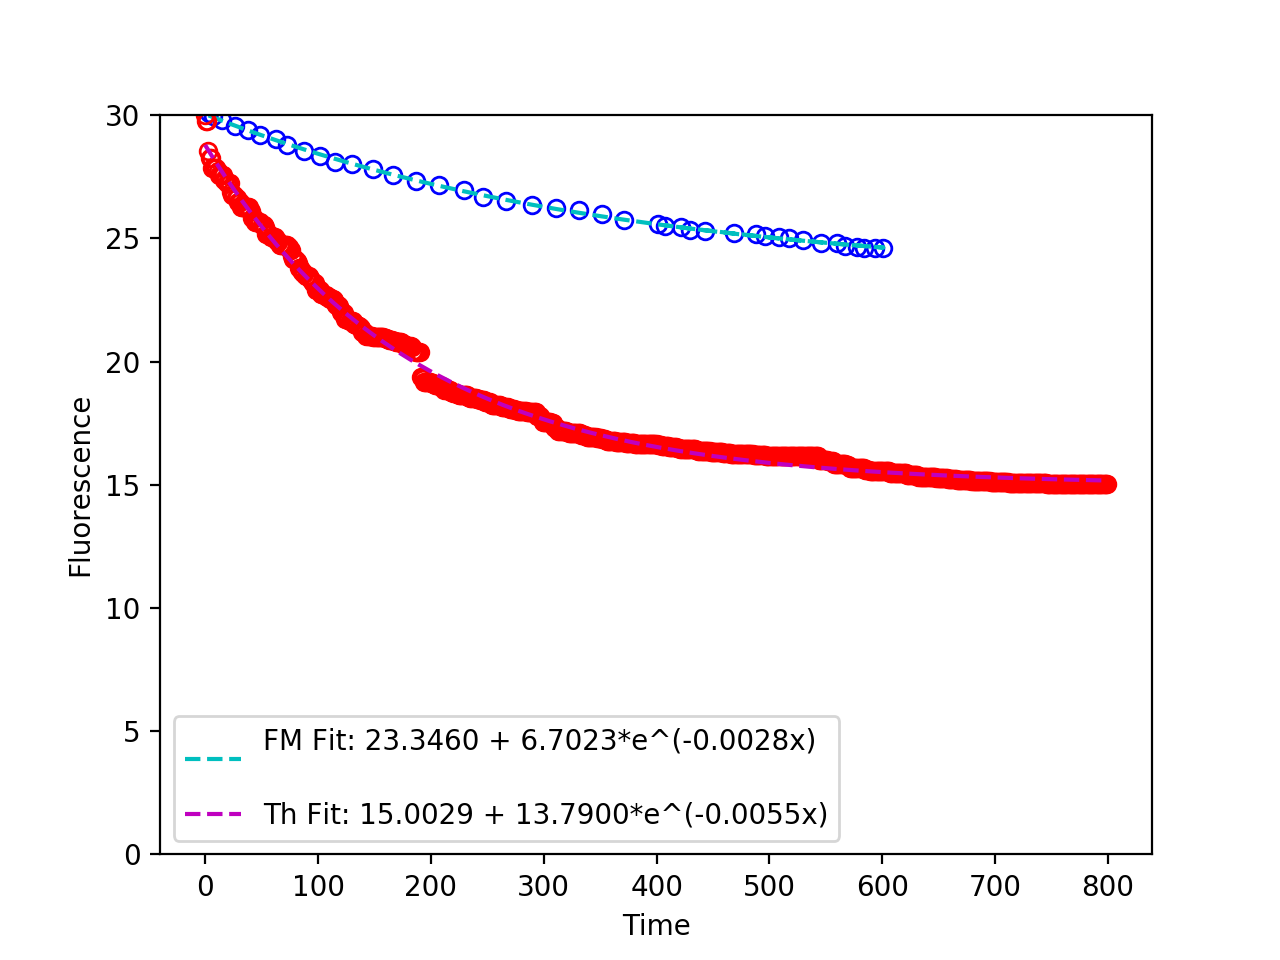 30
25
20
15
10
5
0
Fluorescence
FM Fit: 23.3460 + 6.7023*e^(-0.0028x)
Th Fit: 15.0029 + 13.7900*e^(-0.0055x)
0 100 200 300 400 500 600 700 800
Time